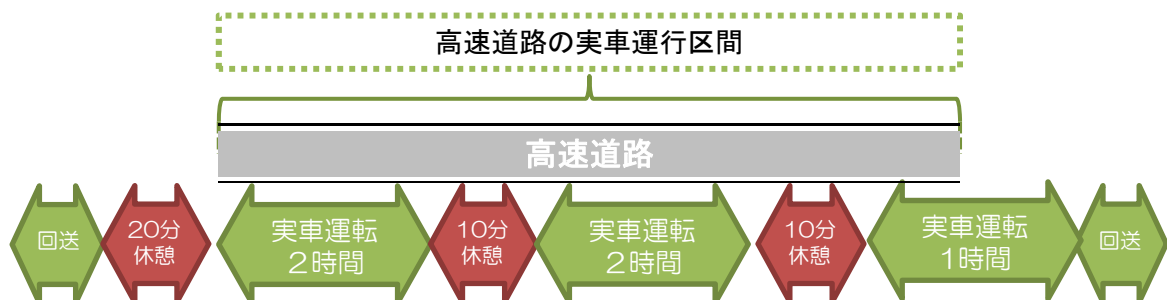 高速道路の実車運行区間
高速道路
回送
20分
休憩
実車運転
２時間
10分
休憩
実車運転
２時間
10分
休憩
実車運転
１時間
回送